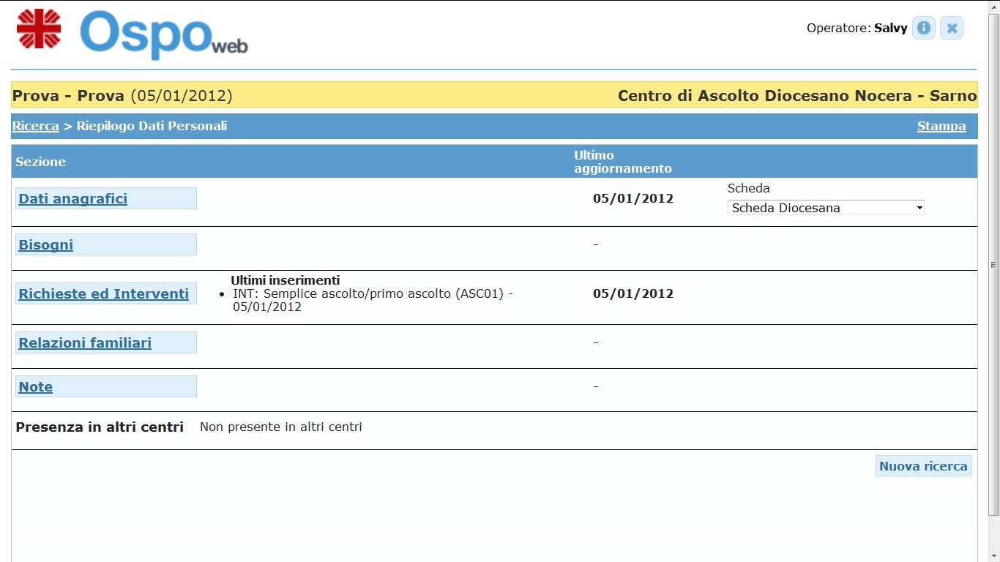 Ospo web
Operatore: Salvy
Prova - Prova (05/01/2012)
Centro di Ascolto Diocesano Nocera - Sarno
Ricerca > Riepilogo Dati Personali
Stampa
Sezione
Ultimo
aggiornamento
Dati anagrafici
05/01/2012
Scheda
Scheda Diocesana
Bisogni
-
Richieste ed Interventi
Ultimi inserimenti
• INT: Semplice ascolto/primo ascolto (ASC01) -
05/01/2012
05/01/2012
Relazioni familiari
-
Note
-
Presenza in altri centri
Non presente in altri centri
Nuova ricerca